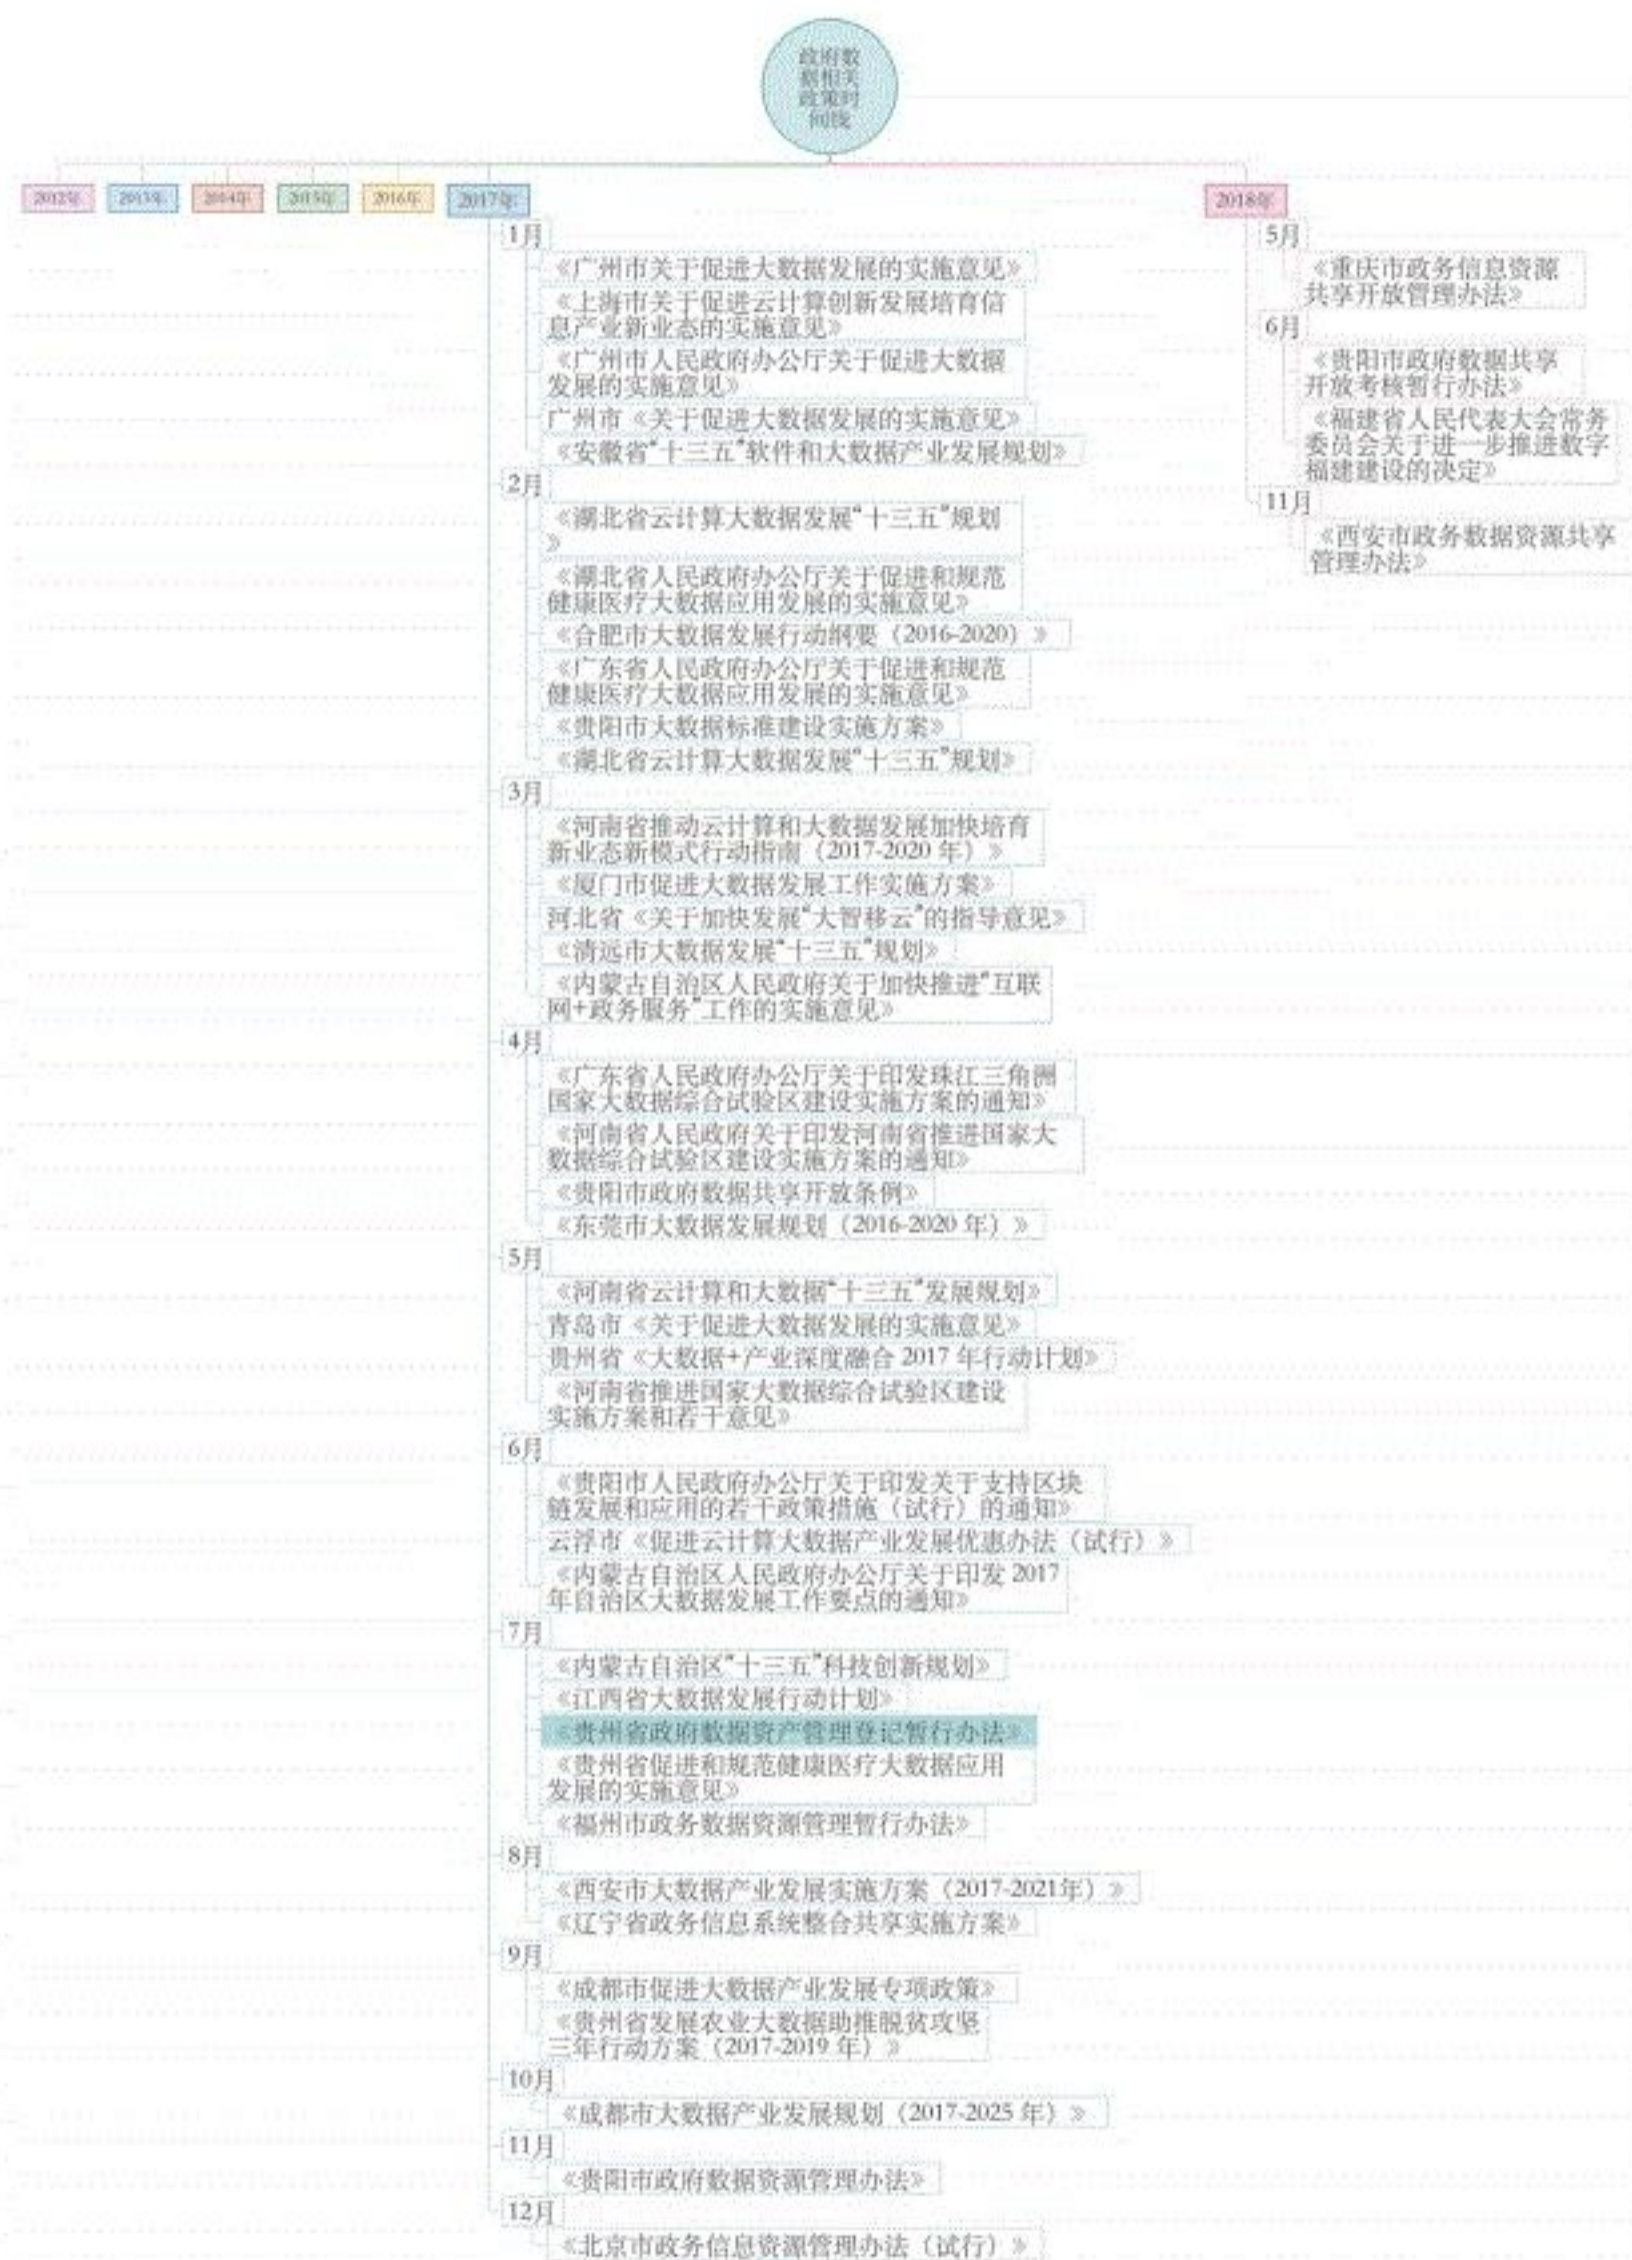 政府数
据相关
政策时
间线
2012年
2013年
2014年
2015年
2016年
2017年
2018年
1月
《广州市关于促进大数据发展的实施意见》
《上海市关于促进云计算创新发展培育信
息产业新业态的实施意见》
《广州市人民政府办公厅关于促进大数据
发展的实施意见》
广州市《关于促进大数据发展的实施意见》
《安徽省“十三五”软件和大数据产业发展规划》
2月
《湖北省云计算大数据发展“十三五”规划
》
《湖北省人民政府办公厅关于促进和规范
健康医疗大数据应用发展的实施意见》
《合肥市大数据发展行动纲要（2016-2020）》
《广东省人民政府办公厅关于促进和规范
健康医疗大数据应用发展的实施意见》
《贵阳市大数据标准建设实施方案》
《湖北省云计算大数据发展“十三五”规划》
3月
《河南省推动云计算和大数据发展加快培育
新业态新模式行动指南（2017-2020 年）》
《厦门市促进大数据发展工作实施方案》
河北省《关于加快发展“大智移云”的指导意见》
《清远市大数据发展“十三五”规划》
《内蒙古自治区人民政府关于加快推进“互联
网+政务服务”工作的实施意见》
4月
《广东省人民政府办公厅关于印发珠江三角洲
国家大数据综合试验区建设实施方案的通知》
《河南省人民政府关于印发河南省推进国家大
数据综合试验区建设实施方案的通知》
《贵阳市政府数据共享开放条例》
《东莞市大数据发展规划（2016-2020 年）》
5月
《河南省云计算和大数据“十三五”发展规划》
青岛市《关于促进大数据发展的实施意见》
贵州省《大数据+产业深度融合 2017 年行动计划》
《河南省推进国家大数据综合试验区建设
实施方案和若干意见》
6月
《贵阳市人民政府办公厅关于印发关于支持区块
链发展和应用的若干政策措施（试行）的通知》
云浮市《促进云计算大数据产业发展优惠办法（试行）》
《内蒙古自治区人民政府办公厅关于印发 2017
年自治区大数据发展工作要点的通知》
7月
《内蒙古自治区“十三五”科技创新规划》
《江西省大数据发展行动计划》
《贵州省政府数据资产管理登记暂行办法》
《贵州省促进和规范健康医疗大数据应用
发展的实施意见》
《福州市政务数据资源管理暂行办法》
8月
《西安市大数据产业发展实施方案（2017-2021年）》
《辽宁省政务信息系统整合共享实施方案》
9月
《成都市促进大数据产业发展专项政策》
《贵州省发展农业大数据助推脱贫攻坚
三年行动方案（2017-2019 年）》
10月
《成都市大数据产业发展规划（2017-2025 年）》
11月
《贵阳市政府数据资源管理办法》
12月
《北京市政务信息资源管理办法（试行）》
5月
《重庆市政务信息资源
共享开放管理办法》
6月
《贵阳市政府数据共享
开放考核暂行办法》
《福建省人民代表大会常务
委员会关于进一步推进数字
福建建设的决定》
11月
《西安市政务数据资源共享
管理办法》